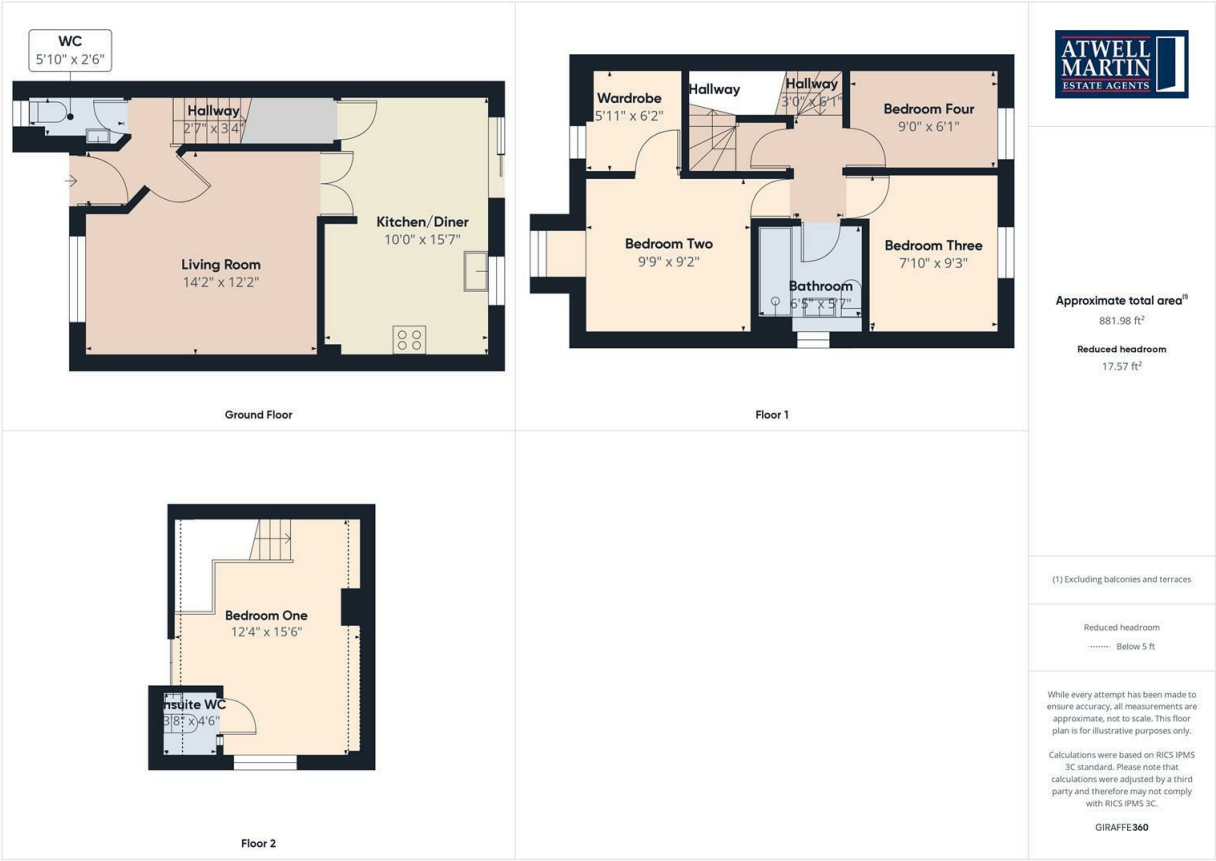 WC
5'10" x 2'6"
Hallway
2'7" x 3'4"
Kitchen/Diner
10'0" x 15'7"
Living Room
14'2" x 12'2"
Ground Floor
Wardrobe
5'11" x 6'2"
Hallway
Hallway
3'0" x 6'1"
Bedroom Four
9'0" x 6'1"
Bedroom Two
9'9" x 9'2"
Bedroom Three
7'10" x 9'3"
Bathroom
6'5" x 5'7"
Floor 1
Bedroom One
12'4" x 15'6"
nsuite WC
3'8" x 4'6"
Floor 2
ATWELL
MARTIN
ESTATE AGENTS
Approximate total area(1)
881.98 ft²
Reduced headroom
17.57 ft²
(1) Excluding balconies and terraces
Reduced headroom
Below 5 ft
While every attempt has been made to
ensure accuracy, all measurements are
approximate, not to scale. This floor
plan is for illustrative purposes only.
Calculations were based on RICS IPMS
3C standard. Please note that
calculations were adjusted by a third
party and therefore may not comply
with RICS IPMS 3C.
GIRAFFE360